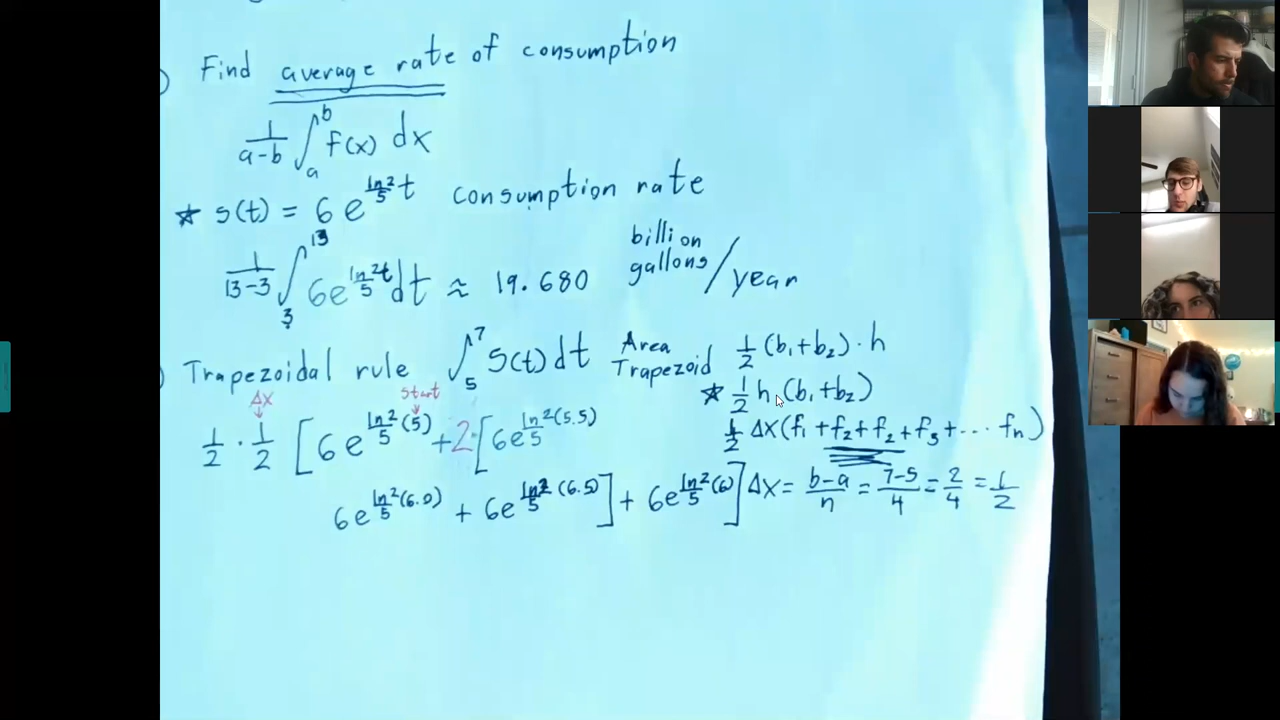 Find average rate of consumption
1/(a-b) ∫_a^b f(x) dx
★ s(t) = 6e^(ln2/5 t) consumption rate
1/(13-3) ∫_3^13 6e^(ln2/5 t) dt ≈ 19.680 billion gallons/year
Trapezoidal rule ∫_5^7 S(t) dt Area Trapezoid 1/2 (b₁+b₂)·h
★ 1/2 h (b₁+b₂)
Δx start
1/2 · 1/2 [6e^(ln2/5 (5)) + 2·[6e^(ln2/5 (5.5))
1/2 Δx(f₁+f₂+f₂+f₃+...fn)
6e^(ln2/5 (6.0)) + 6e^(ln2/5 (6.5))] + 6e^(ln2/5 (6))] Δx = (b-a)/n = (7-5)/4 = 2/4 = 1/2